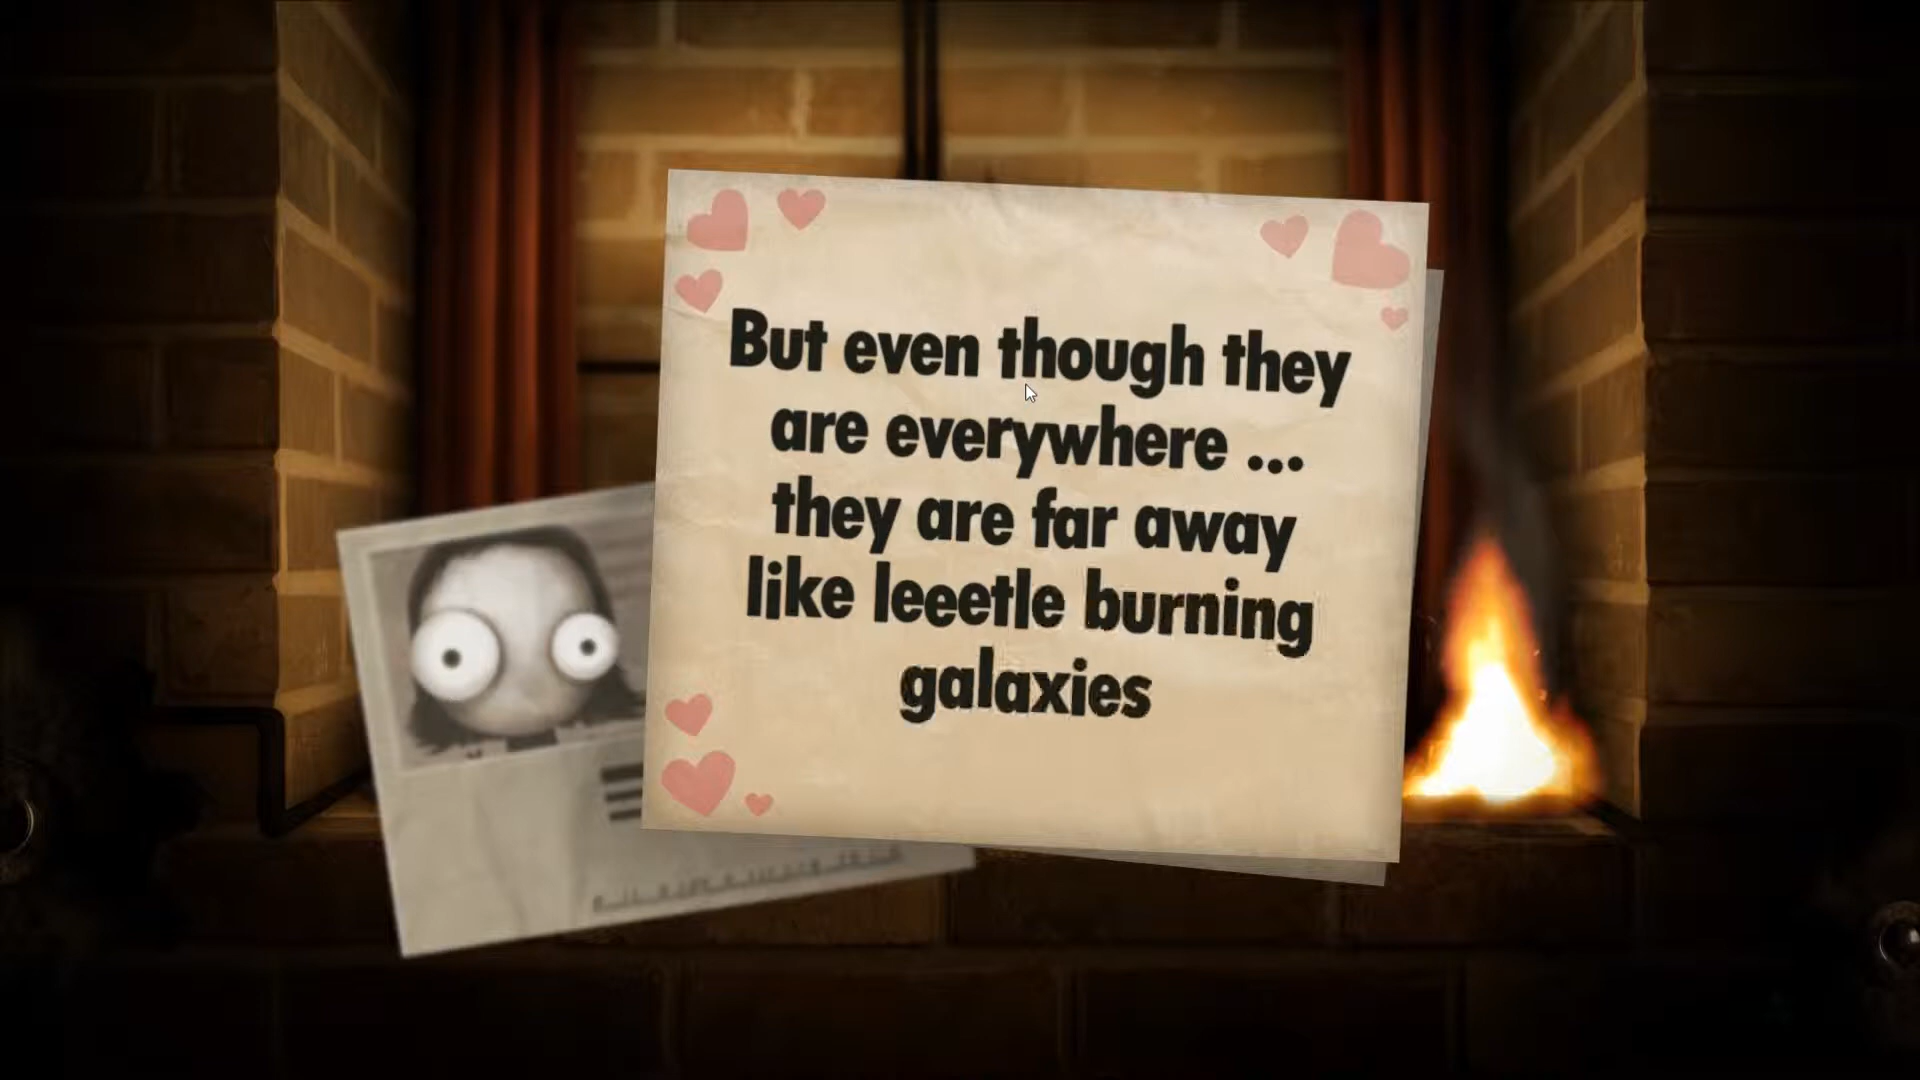 But even though they
are everywhere ...
they are far away
like leeetle burning
galaxies